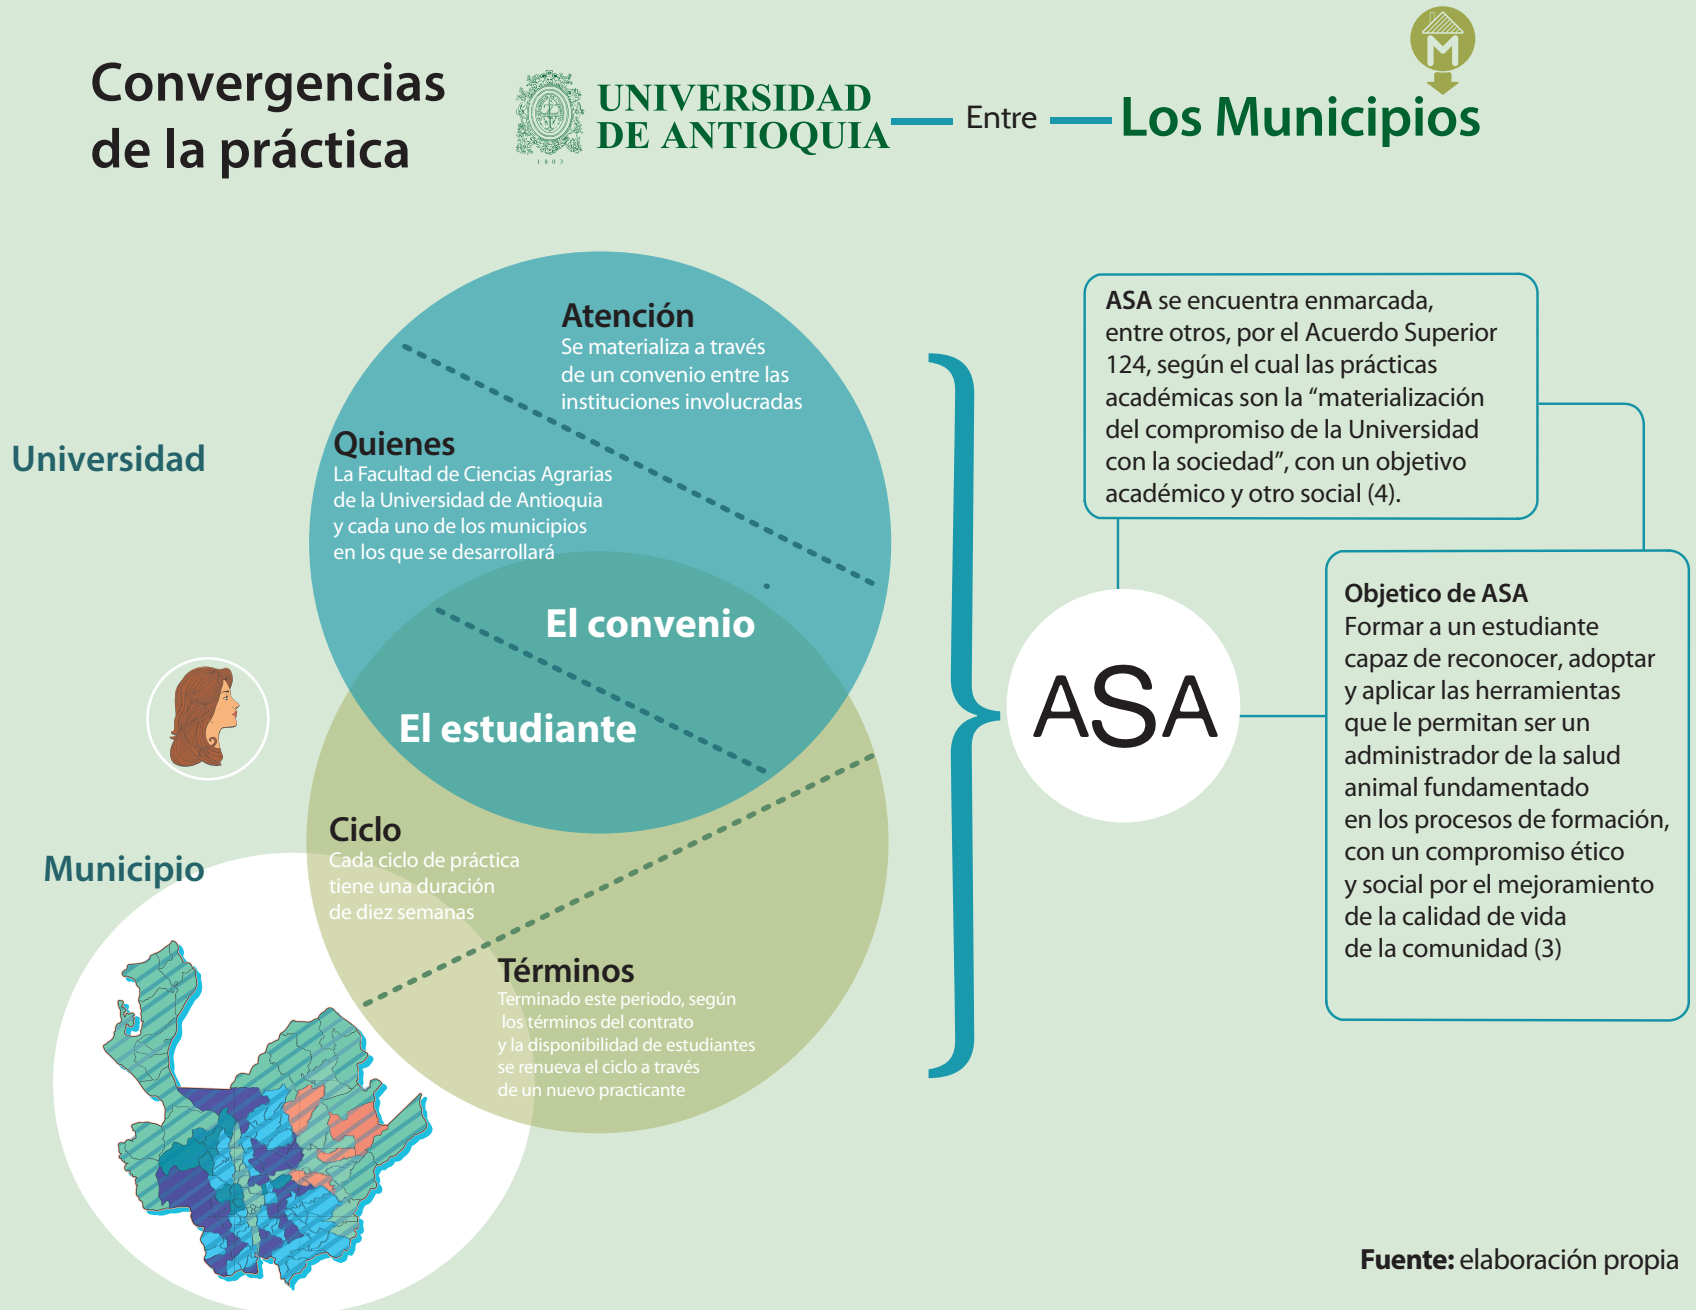 Convergencias
de la práctica
UNIVERSIDAD
DE ANTIOQUIA
1803
Entre
M
Los Municipios
Atención
Se materializa a través
de un convenio entre las
instituciones involucradas
Universidad
Quienes
La Facultad de Ciencias Agrarias
de la Universidad de Antioquia
y cada uno de los municipios
en los que se desarrollará
El convenio
El estudiante
Municipio
Ciclo
Cada ciclo de práctica
tiene una duración
de diez semanas
Términos
Terminado este periodo, según
los términos del contrato
y la disponibilidad de estudiantes
se renueva el ciclo a través
de un nuevo practicante
ASA
ASA se encuentra enmarcada,
entre otros, por el Acuerdo Superior
124, según el cual las prácticas
académicas son la “materialización
del compromiso de la Universidad
con la sociedad”, con un objetivo
académico y otro social (4).
Objetico de ASA
Formar a un estudiante
capaz de reconocer, adoptar
y aplicar las herramientas
que le permitan ser un
administrador de la salud
animal fundamentado
en los procesos de formación,
con un compromiso ético
y social por el mejoramiento
de la calidad de vida
de la comunidad (3)
Fuente: elaboración propia